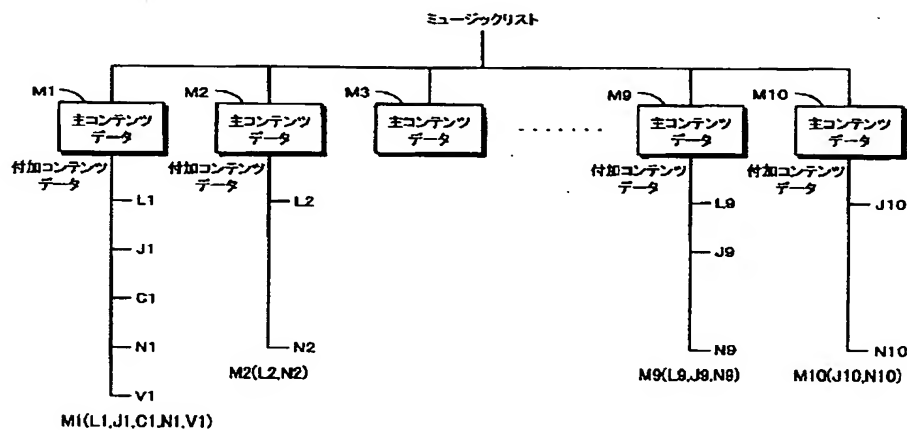 ミュージックリスト
M1
主コンテンツ
データ
付加コンテンツ
データ
L1
J1
C1
N1
V1
M1(L1,J1,C1,N1,V1)
M2
主コンテンツ
データ
付加コンテンツ
データ
L2
N2
M2(L2,N2)
M3
主コンテンツ
データ
........
M9
主コンテンツ
データ
付加コンテンツ
データ
L9
J9
N9
M9(L9,J9,N9)
M10
主コンテンツ
データ
付加コンテンツ
データ
J10
N10
M10(J10,N10)